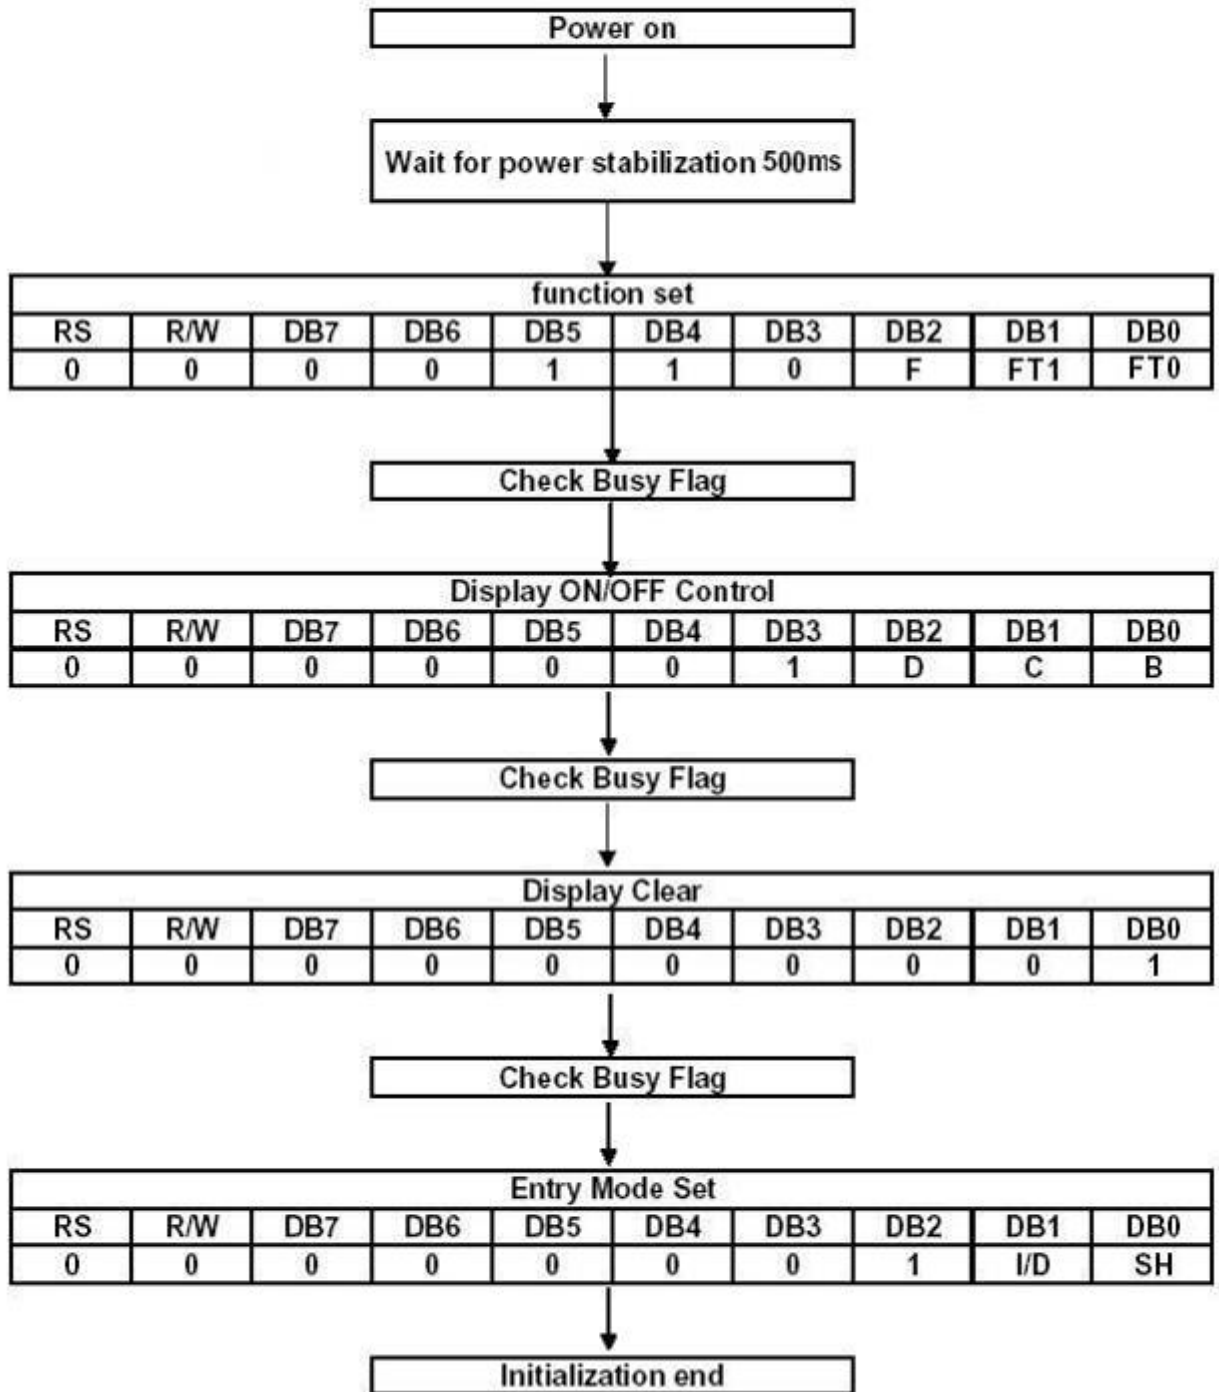 Power on
Wait for power stabilization 500ms
function set
RS R/W DB7 DB6 DB5 DB4 DB3 DB2 DB1 DB0
0 0 0 0 1 1 0 F FT1 FT0
Check Busy Flag
Display ON/OFF Control
RS R/W DB7 DB6 DB5 DB4 DB3 DB2 DB1 DB0
0 0 0 0 0 0 1 D C B
Check Busy Flag
Display Clear
RS R/W DB7 DB6 DB5 DB4 DB3 DB2 DB1 DB0
0 0 0 0 0 0 0 0 0 1
Check Busy Flag
Entry Mode Set
RS R/W DB7 DB6 DB5 DB4 DB3 DB2 DB1 DB0
0 0 0 0 0 0 0 1 I/D SH
Initialization end